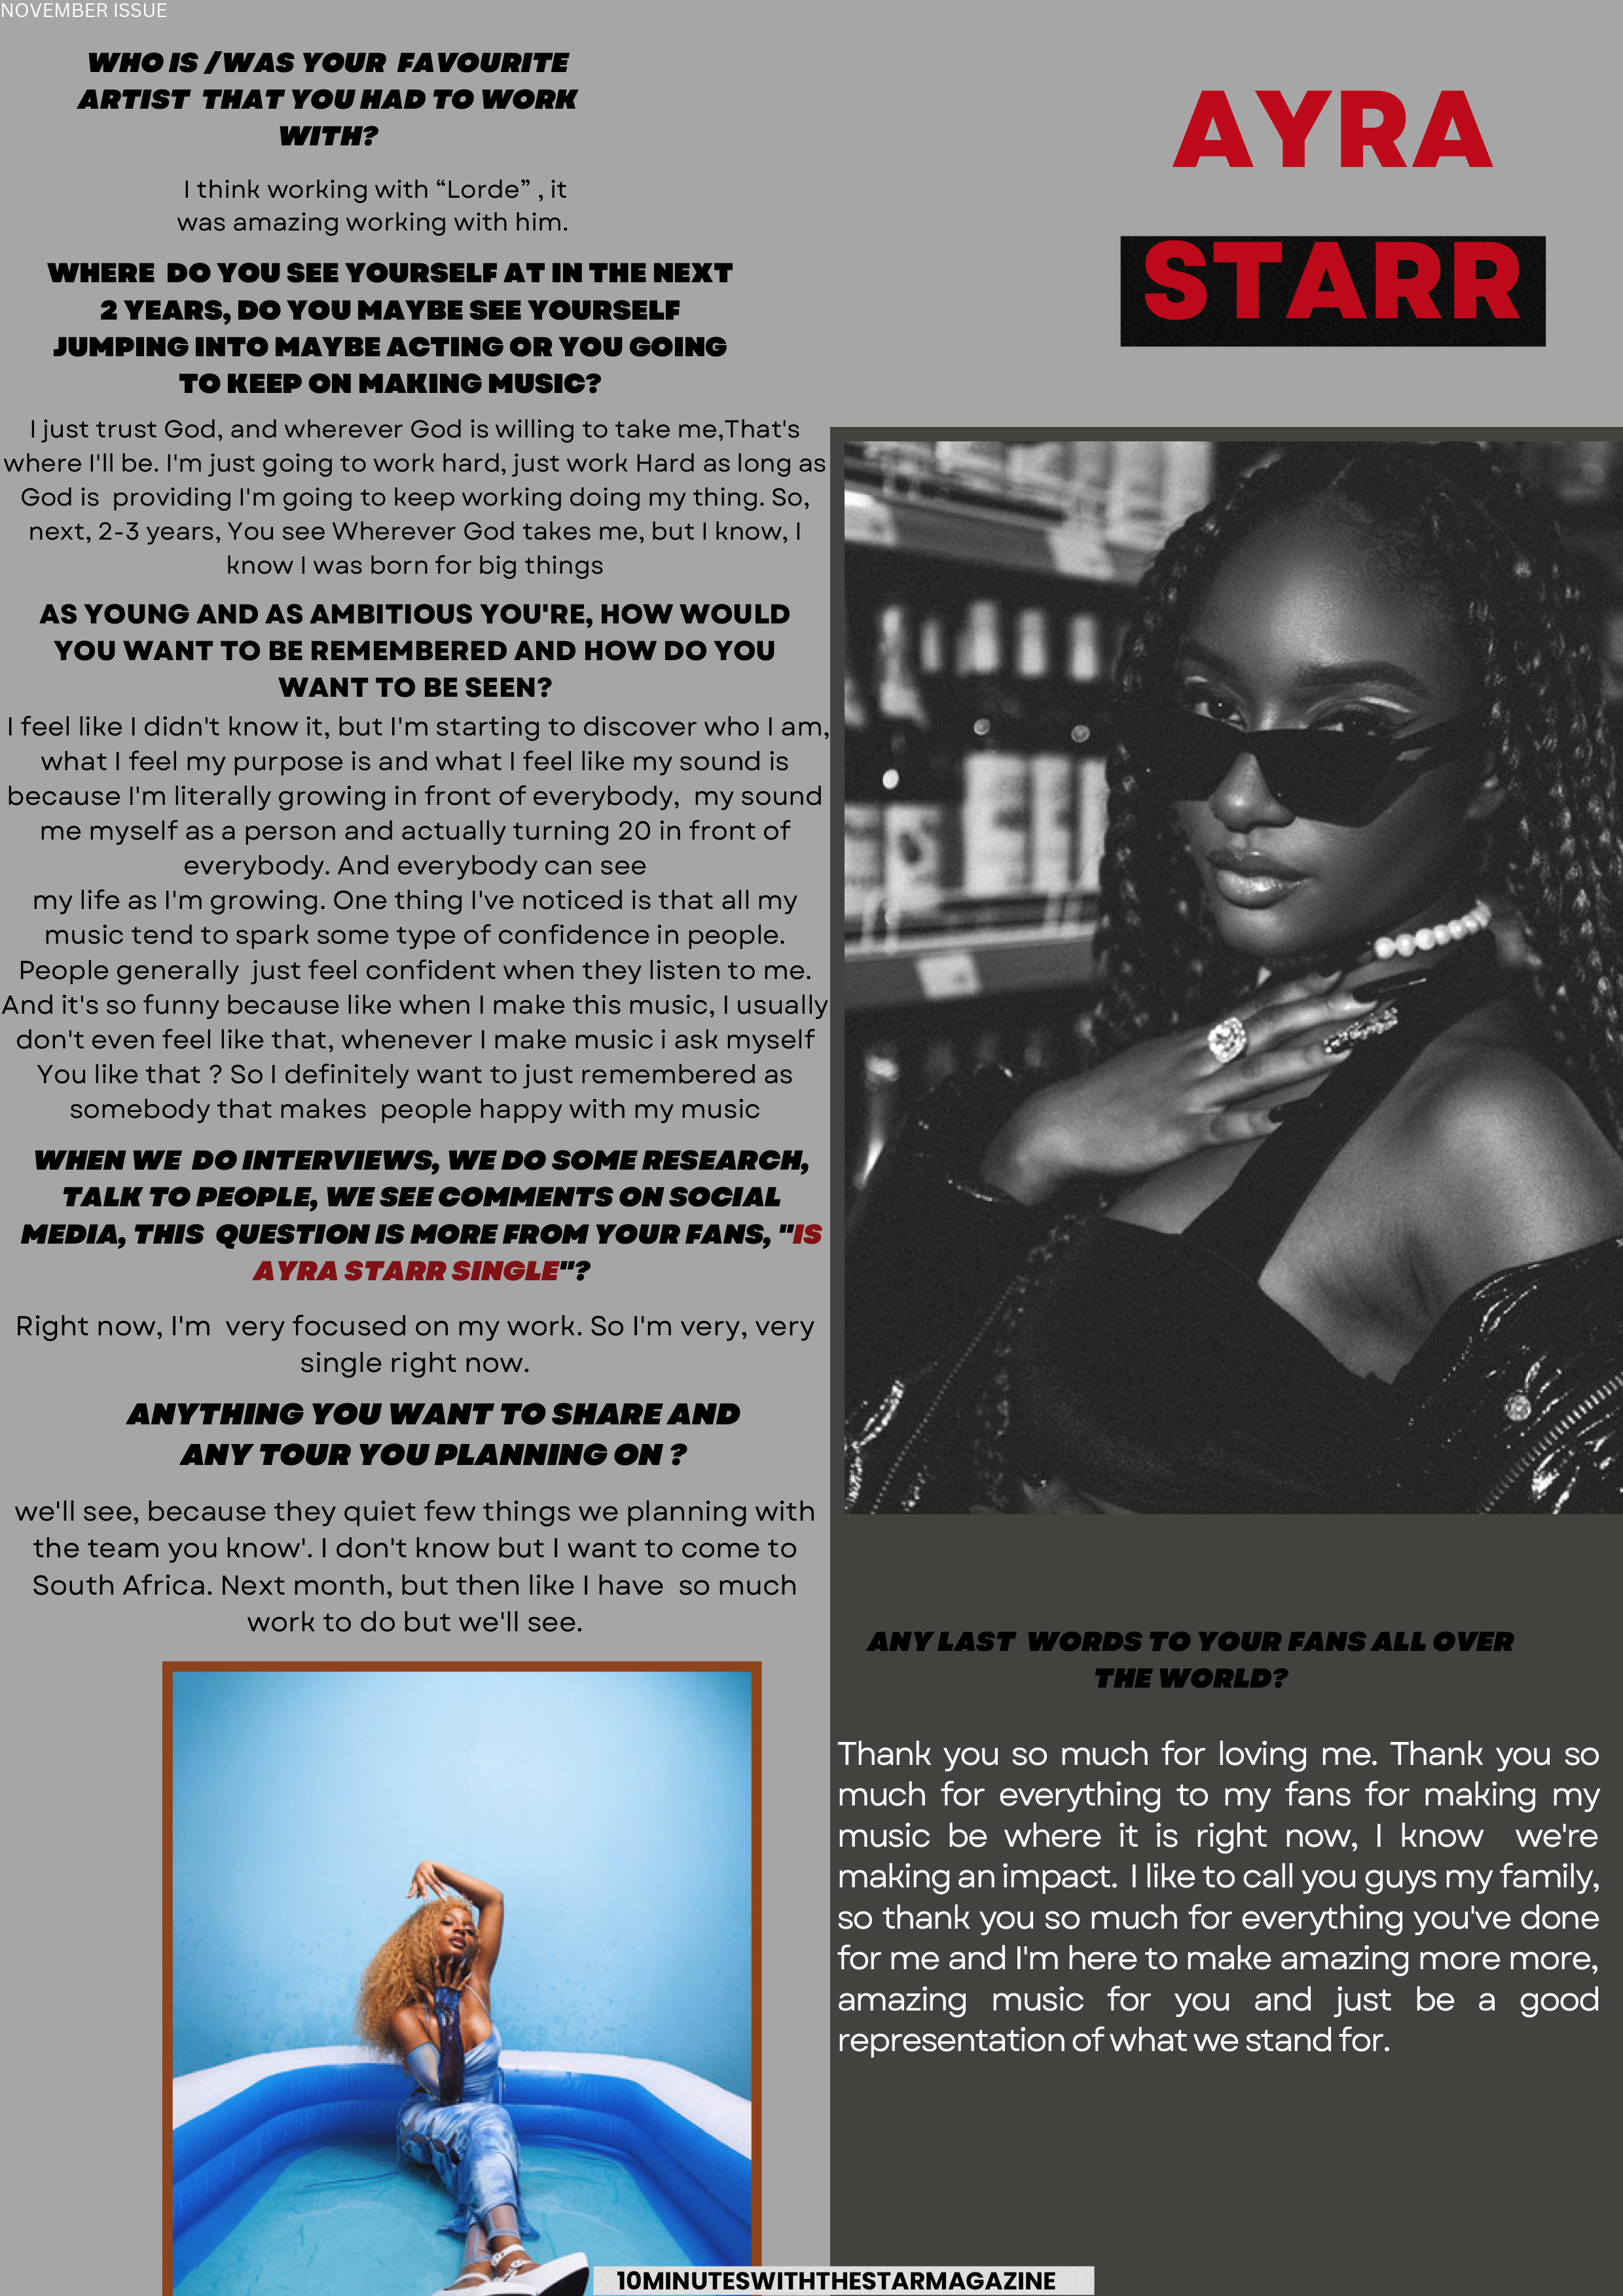 NOVEMBER ISSUE
WHO IS /WAS YOUR FAVOURITE
ARTIST THAT YOU HAD TO WORK
WITH?
I think working with “Lorde” , it
was amazing working with him.
WHERE DO YOU SEE YOURSELF AT IN THE NEXT
2 YEARS, DO YOU MAYBE SEE YOURSELF
JUMPING INTO MAYBE ACTING OR YOU GOING
TO KEEP ON MAKING MUSIC?
I just trust God, and wherever God is willing to take me,That's
where I'll be. I'm just going to work hard, just work Hard as long as
God is providing I'm going to keep working doing my thing. So,
next, 2-3 years, You see Wherever God takes me, but I know, I
know I was born for big things
AS YOUNG AND AS AMBITIOUS YOU'RE, HOW WOULD
YOU WANT TO BE REMEMBERED AND HOW DO YOU
WANT TO BE SEEN?
I feel like I didn't know it, but I'm starting to discover who I am,
what I feel my purpose is and what I feel like my sound is
because I'm literally growing in front of everybody, my sound
me myself as a person and actually turning 20 in front of
everybody. And everybody can see
my life as I'm growing. One thing I've noticed is that all my
music tend to spark some type of confidence in people.
People generally just feel confident when they listen to me.
And it's so funny because like when I make this music, I usually
don't even feel like that, whenever I make music i ask myself
You like that ? So I definitely want to just remembered as
somebody that makes people happy with my music
WHEN WE DO INTERVIEWS, WE DO SOME RESEARCH,
TALK TO PEOPLE, WE SEE COMMENTS ON SOCIAL
MEDIA, THIS QUESTION IS MORE FROM YOUR FANS, "IS
AYRA STARR SINGLE"?
Right now, I'm very focused on my work. So I'm very, very
single right now.
ANYTHING YOU WANT TO SHARE AND
ANY TOUR YOU PLANNING ON ?
we'll see, because they quiet few things we planning with
the team you know'. I don't know but I want to come to
South Africa. Next month, but then like I have so much
work to do but we'll see.
AYRA
STARR
ANY LAST WORDS TO YOUR FANS ALL OVER
THE WORLD?
Thank you so much for loving me. Thank you so
much for everything to my fans for making my
music be where it is right now, I know we're
making an impact. I like to call you guys my family,
so thank you so much for everything you've done
for me and I'm here to make amazing more more,
amazing music for you and just be a good
representation of what we stand for.
10MINUTESWITHTHESTARMAGAZINE